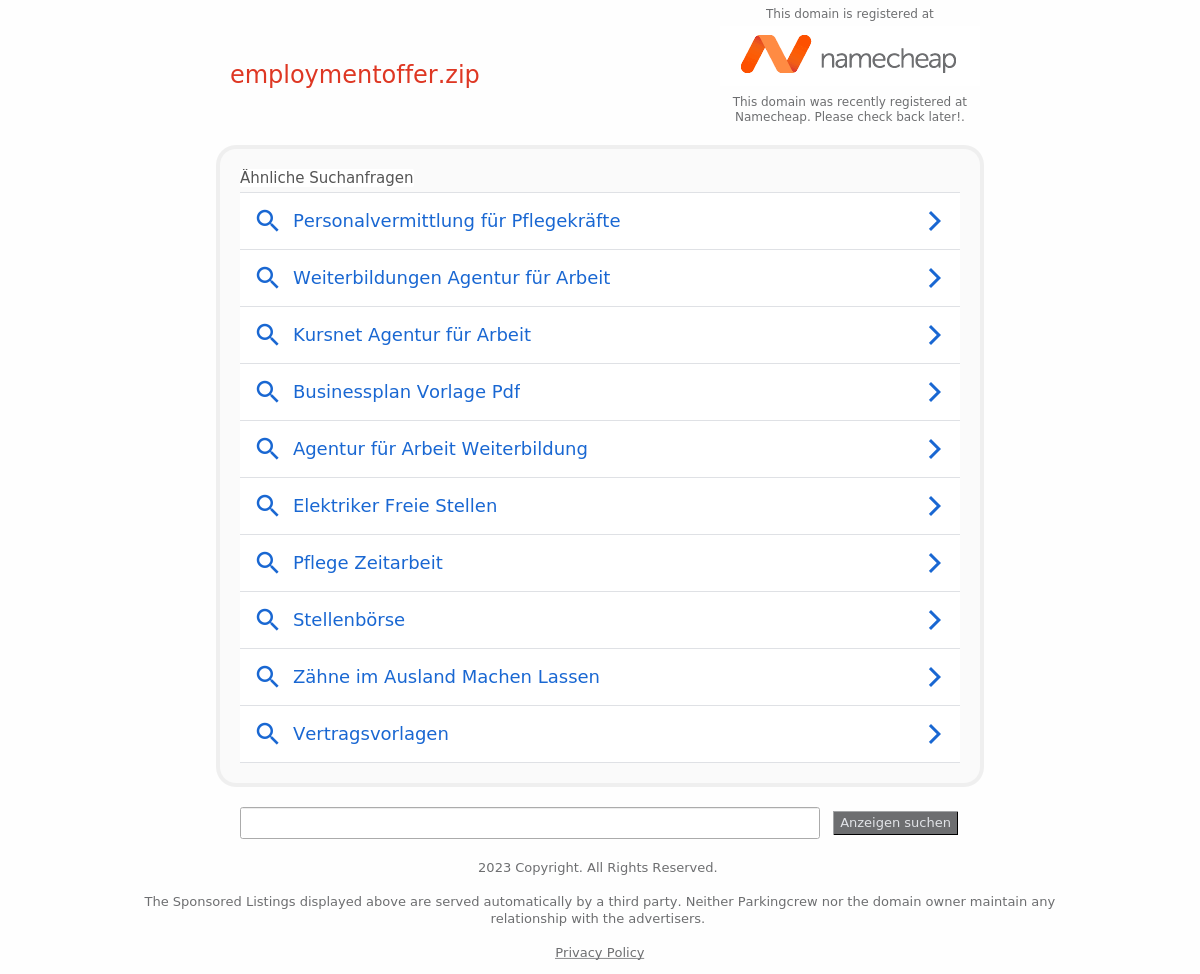 This domain is registered at
namecheap
employmentoffer.zip
This domain was recently registered at
Namecheap. Please check back later!.
Ähnliche Suchanfragen
Personalvermittlung für Pflegekräfte
Weiterbildungen Agentur für Arbeit
Kursnet Agentur für Arbeit
Businessplan Vorlage Pdf
Agentur für Arbeit Weiterbildung
Elektriker Freie Stellen
Pflege Zeitarbeit
Stellenbörse
Zähne im Ausland Machen Lassen
Vertragsvorlagen
Anzeigen suchen
2023 Copyright. All Rights Reserved.
The Sponsored Listings displayed above are served automatically by a third party. Neither Parkingcrew nor the domain owner maintain any
relationship with the advertisers.
Privacy Policy